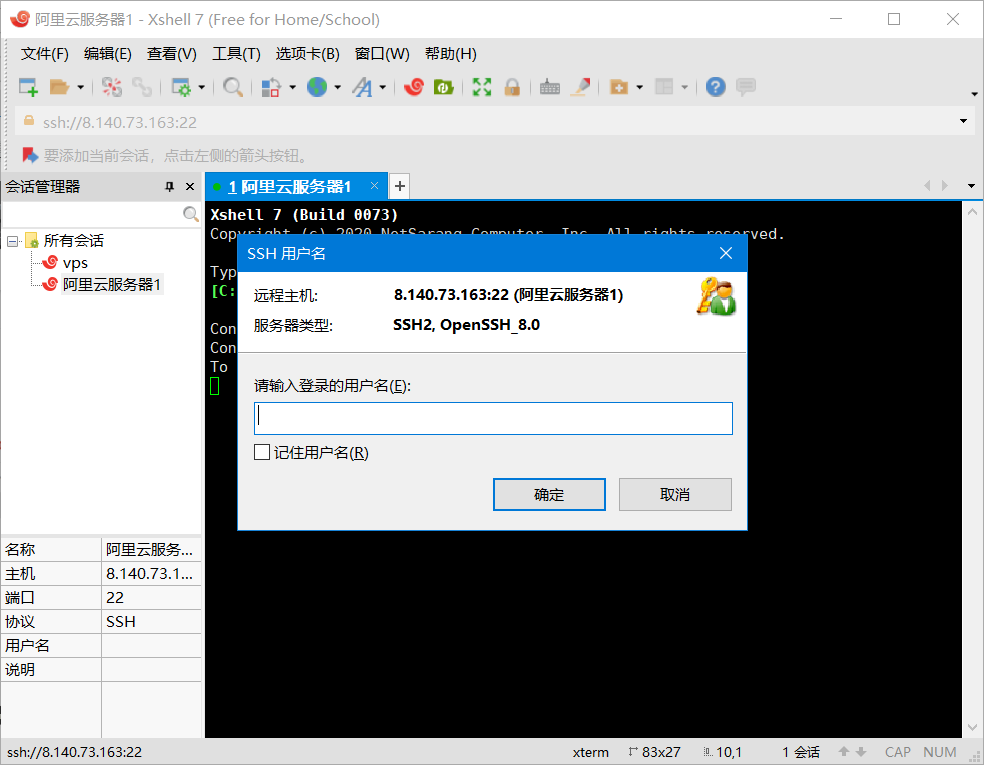 阿里云服务器1 - Xshell 7 (Free for Home/School)
文件(F) 编辑(E) 查看(V) 工具(T) 选项卡(B) 窗口(W) 帮助(H)
ssh://8.140.73.163:22
要添加当前会话，点击左侧的箭头按钮。
会话管理器
1 阿里云服务器1
所有会话
vps
阿里云服务器1
Xshell 7 (Build 0073)
Copyright (c) 2020 NetSarang Computer, Inc. All rights reserved.
Typ
[C:
Con
Con
To
SSH 用户名
远程主机: 8.140.73.163:22 (阿里云服务器1)
服务器类型: SSH2, OpenSSH_8.0
请输入登录的用户名(E):
记住用户名(R)
确定 取消
名称 阿里云服务...
主机 8.140.73.1...
端口 22
协议 SSH
用户名
说明
ssh://8.140.73.163:22 xterm 83x27 10,1 1 会话 CAP NUM